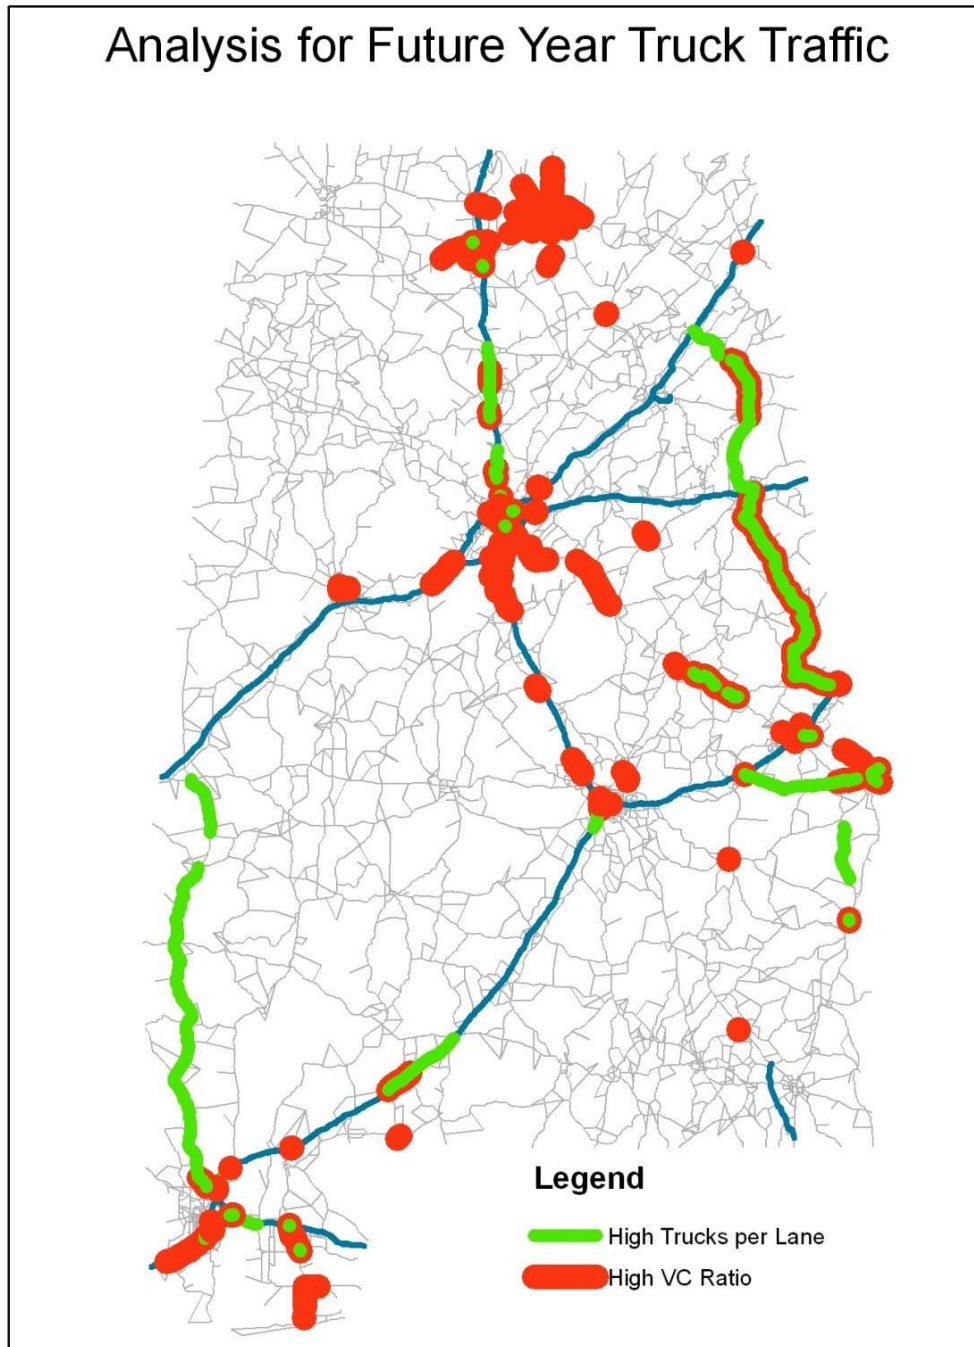 Analysis for Future Year Truck Traffic
Legend
High Trucks per Lane
High VC Ratio